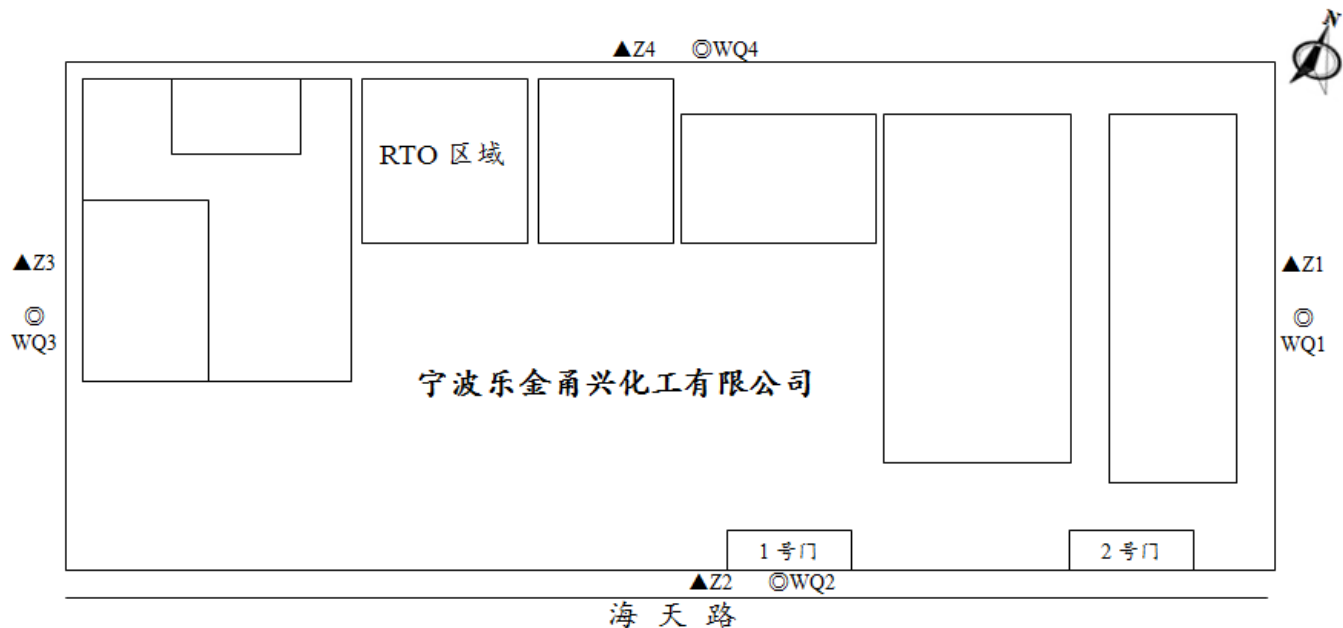 N
▲Z4 ◎WQ4
RTO 区域
▲Z3
▲Z1
◎
WQ3
◎
WQ1
宁波乐金甬兴化工有限公司
1 号门
2 号门
▲Z2 ◎WQ2
海 天 路